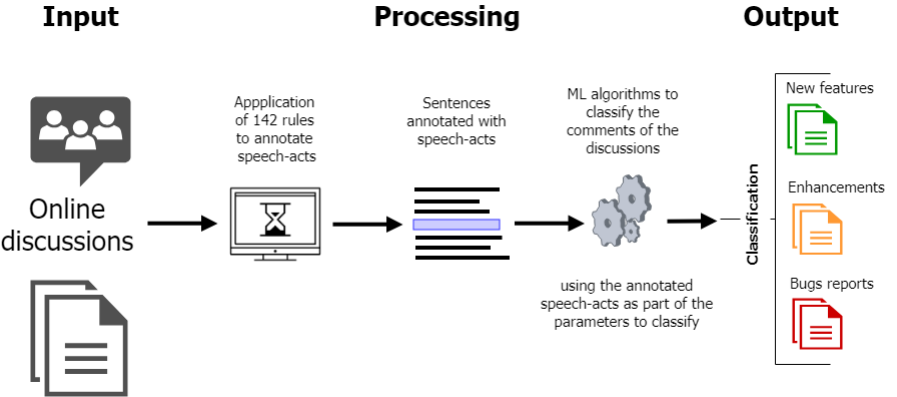 Input
Processing
Output
Online
discussions
Appplication
of 142 rules
to annotate
speech-acts
Sentences
annotated with
speech-acts
ML algorithms to
classify the
comments of the
discussions
using the annotated
speech-acts as part of the
parameters to classify
Classification
New features
Enhancements
Bugs reports